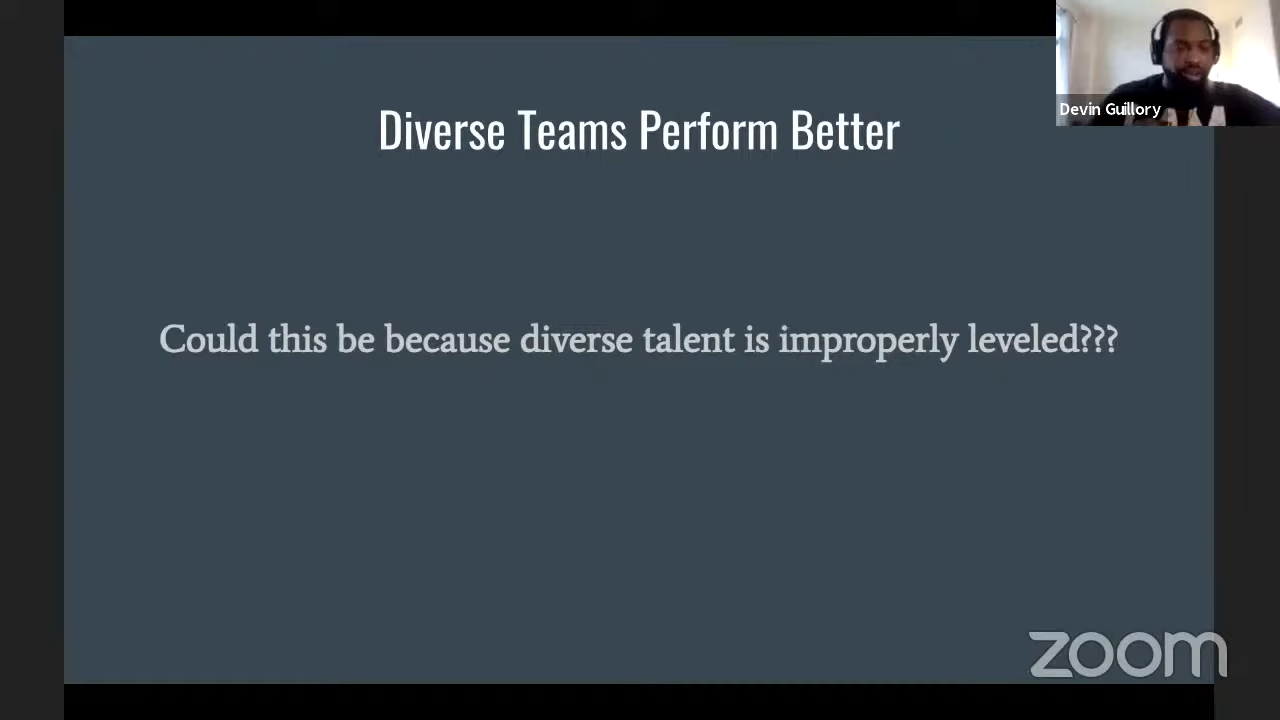 Diverse Teams Perform Better
Devin Guillory
Could this be because diverse talent is improperly leveled???
zoom